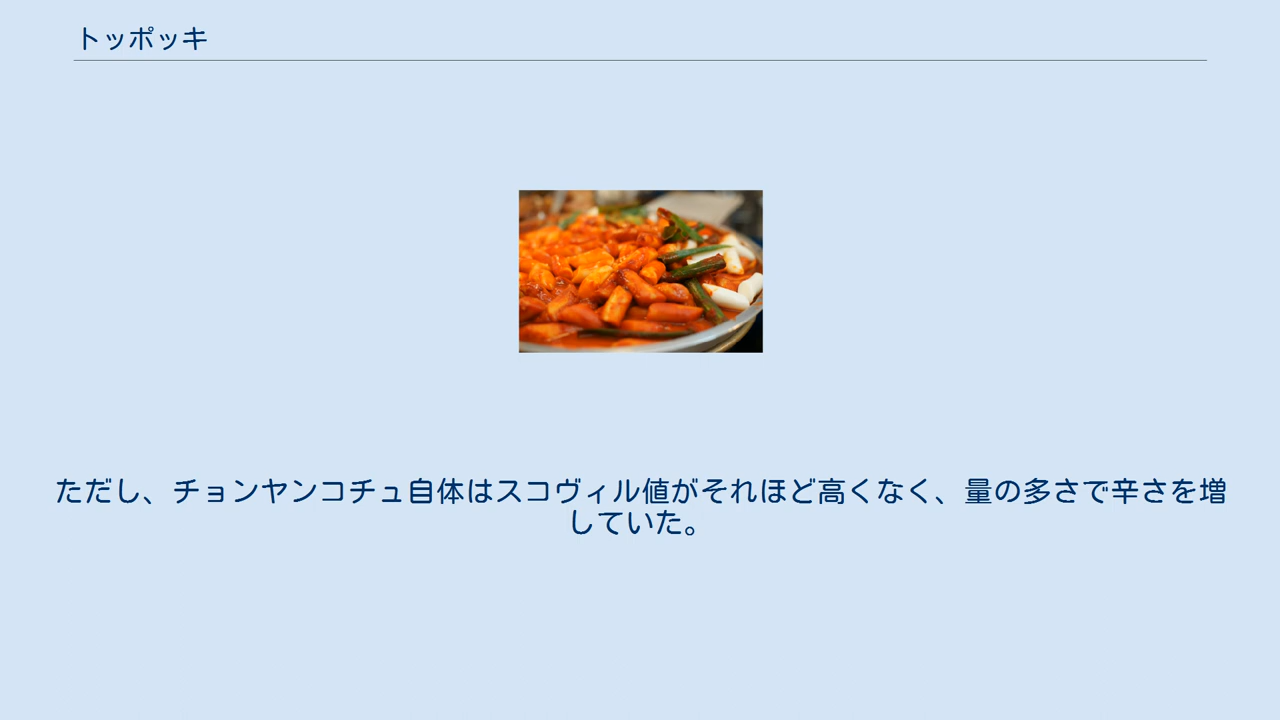 トッポッキ
ただし、チョンヤンコチュ自体はスコヴィル値がそれほど高くなく、量の多さで辛さを増
していた。